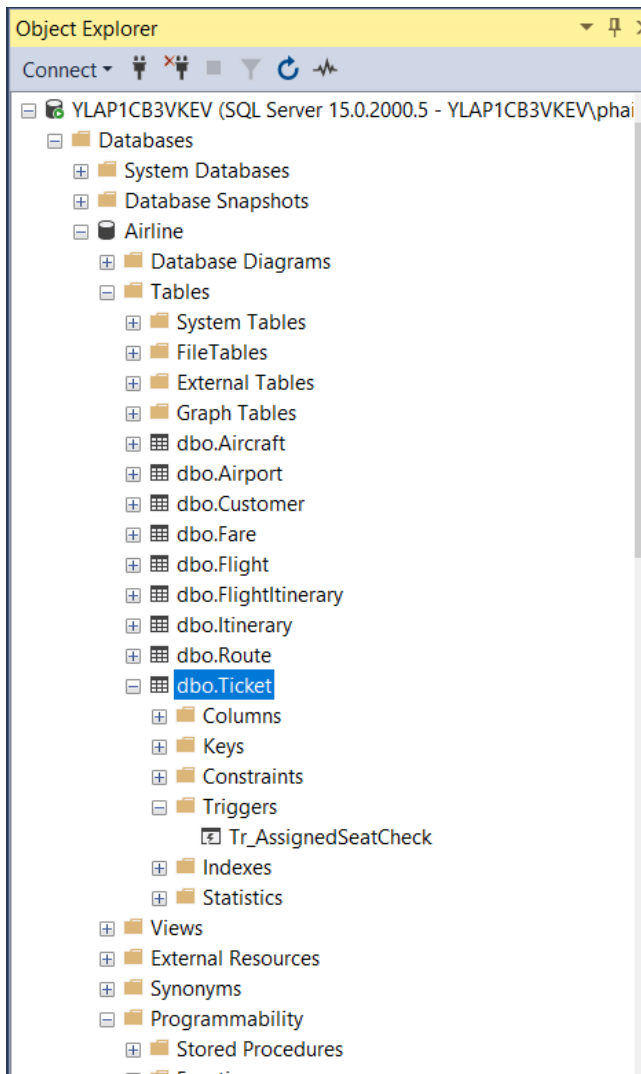 Object Explorer
Connect
YLAP1CB3VKEV (SQL Server 15.0.2000.5 - YLAP1CB3VKEV\phai
Databases
System Databases
Database Snapshots
Airline
Database Diagrams
Tables
System Tables
FileTables
External Tables
Graph Tables
dbo.Aircraft
dbo.Airport
dbo.Customer
dbo.Fare
dbo.Flight
dbo.FlightItinerary
dbo.Itinerary
dbo.Route
dbo.Ticket
Columns
Keys
Constraints
Triggers
Tr_AssignedSeatCheck
Indexes
Statistics
Views
External Resources
Synonyms
Programmability
Stored Procedures